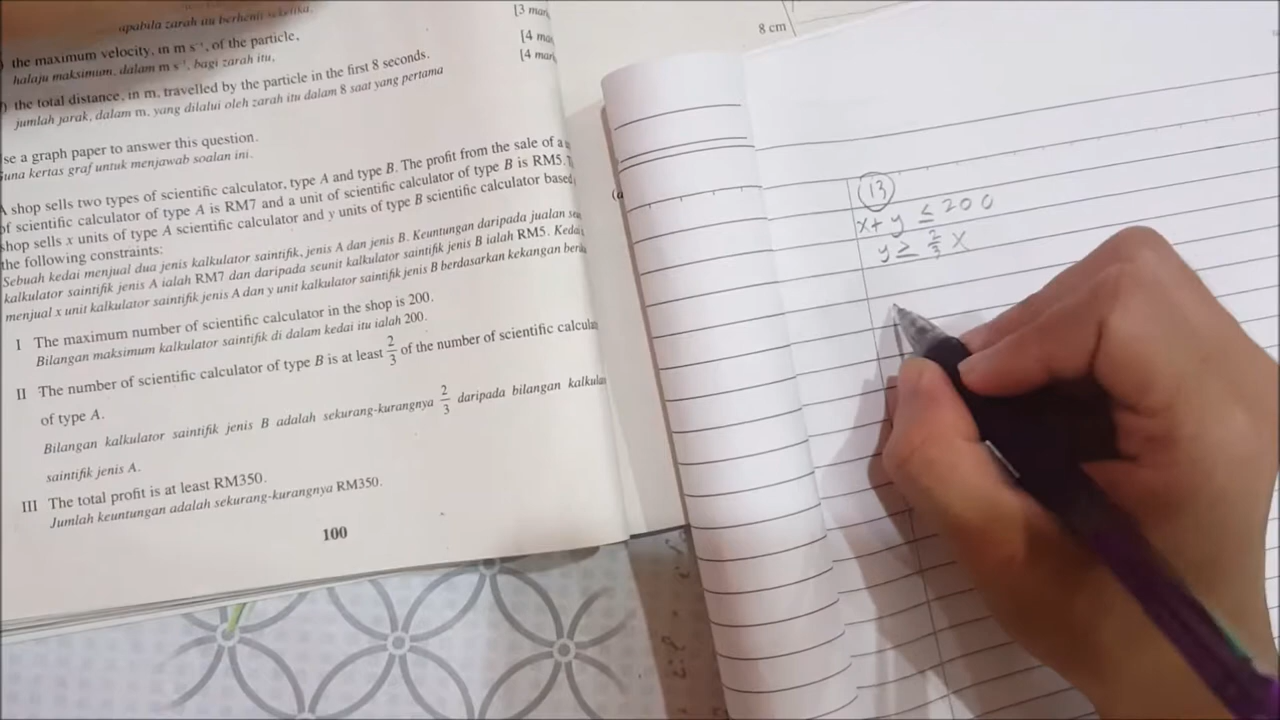 apabila zarah itu berhenti seketika.
[3 mar
the maximum velocity, in m s⁻¹, of the particle,
[4 ma
halaju maksimum, dalam m s⁻¹, bagi zarah itu,
) the total distance, in m, travelled by the particle in the first 8 seconds.
[4 mar
jumlah jarak, dalam m, yang dilalui oleh zarah itu dalam 8 saat yang pertama
se a graph paper to answer this question.
una kertas graf untuk menjawab soalan ini.
A shop sells two types of scientific calculator, type A and type B. The profit from the sale of a
of scientific calculator of type A is RM7 and a unit of scientific calculator of type B is RM5.
shop sells x units of type A scientific calculator and y units of type B scientific calculator based
the following constraints:
Sebuah kedai menjual dua jenis kalkulator saintifik, jenis A dan jenis B. Keuntungan daripada jualan se
kalkulator saintifik jenis A ialah RM7 dan daripada seunit kalkulator saintifik jenis B ialah RM5. Keda
menjual x unit kalkulator saintifik jenis A dan y unit kalkulator saintifik jenis B berdasarkan kekangan
I The maximum number of scientific calculator in the shop is 200.
Bilangan maksimum kalkulator saintifik di dalam kedai itu ialah 200.
II The number of scientific calculator of type B is at least 2/3 of the number of scientific calcul
of type A.
Bilangan kalkulator saintifik jenis B adalah sekurang-kurangnya 2/3 daripada bilangan kalkula
saintifik jenis A.
III The total profit is at least RM350.
Jumlah keuntungan adalah sekurang-kurangnya RM350.
100
8 cm
13
x + y ≤ 200
y ≥ 2/3 x